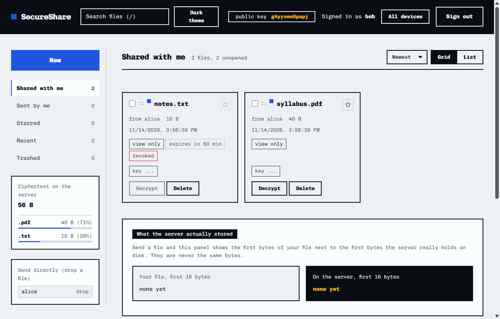 SecureShare
Search files (/)
Dark theme
public key
Signed in as bob
All devices
Sign out
New
Shared with me 2
Sent by me 0
Starred 0
Recent
Trashed
Ciphertext on the server
56 B
.pdf 40 B (71%)
.txt
Send directly (drop a file)
alice drop
Shared with me 2 files, 2 unopened
Newest
Grid
List
notes.txt
from alice 16 B
11/14/2026, 3:56:36 PM
view only
expires in 60 min
revoked
key ...
Decrypt
Delete
syllabus.pdf
from alice 40 B
11/14/2026, 3:56:36 PM
view only
key ...
Decrypt
Delete
What the server actually stored
Send a file and this panel shows the first bytes of your file next to the first bytes the server really holds on disk. They are never the same bytes.
Your file, first 16 bytes
none yet
On the server, first 16 bytes
none yet